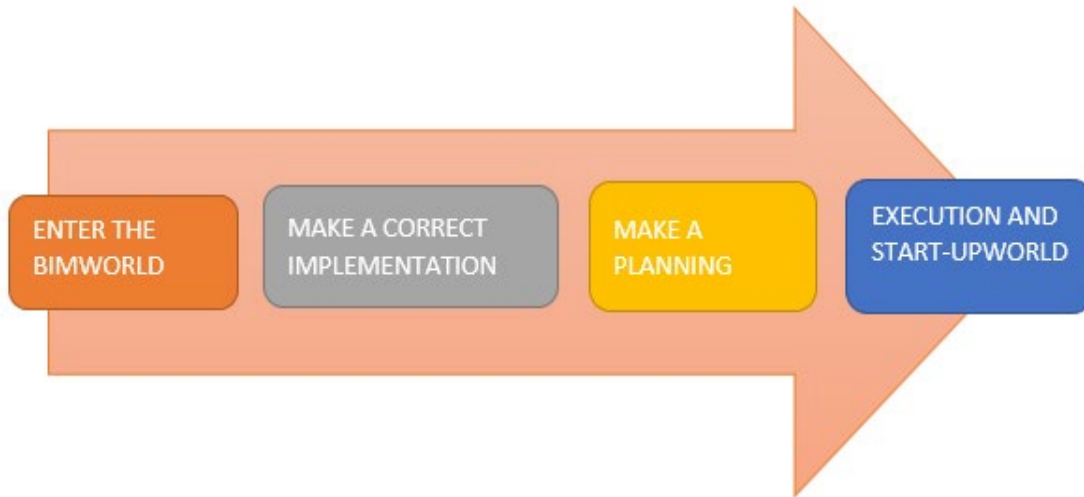 ENTER THE
BIMWORLD
MAKE A CORRECT
IMPLEMENTATION
MAKE A
PLANNING
EXECUTION AND
START-UPWORLD